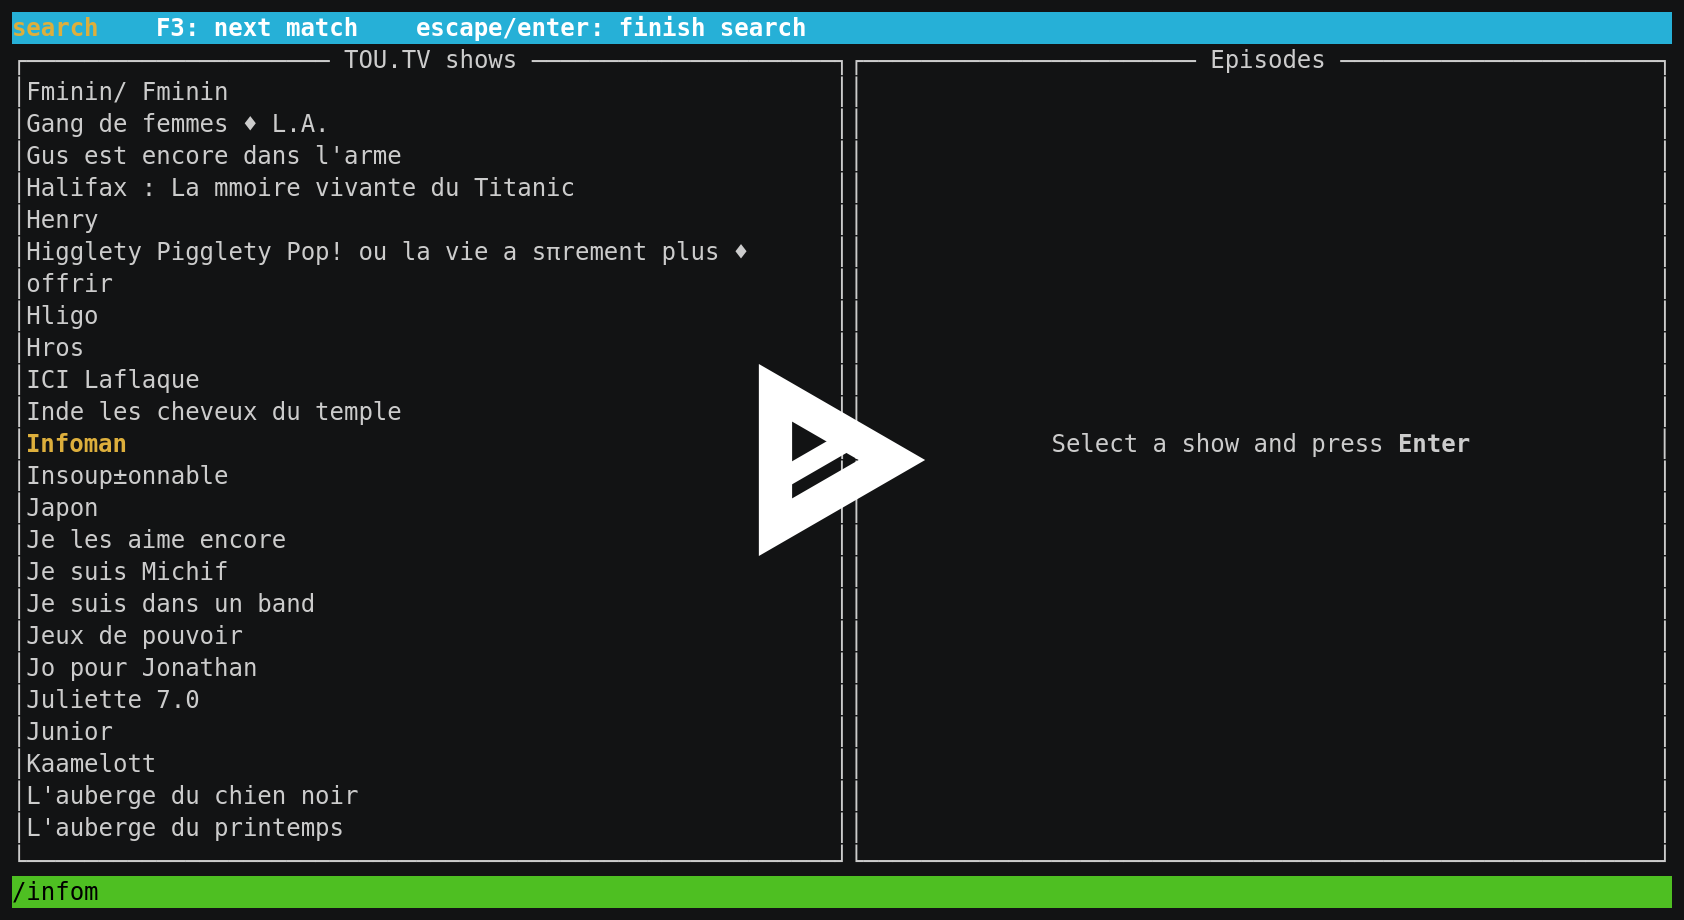 search F3: next match escape/enter: finish search
TOU.TV shows
Fminin/ Fminin
Gang de femmes ♦ L.A.
Gus est encore dans l'arme
Halifax : La mmoire vivante du Titanic
Henry
Higglety Pigglety Pop! ou la vie a sπrement plus ♦
offrir
Hligo
Hros
ICI Laflaque
Inde les cheveux du temple
Infoman
Insoup±onnable
Japon
Je les aime encore
Je suis Michif
Je suis dans un band
Jeux de pouvoir
Jo pour Jonathan
Juliette 7.0
Junior
Kaamelott
L'auberge du chien noir
L'auberge du printemps
Episodes
Select a show and press Enter
/infom